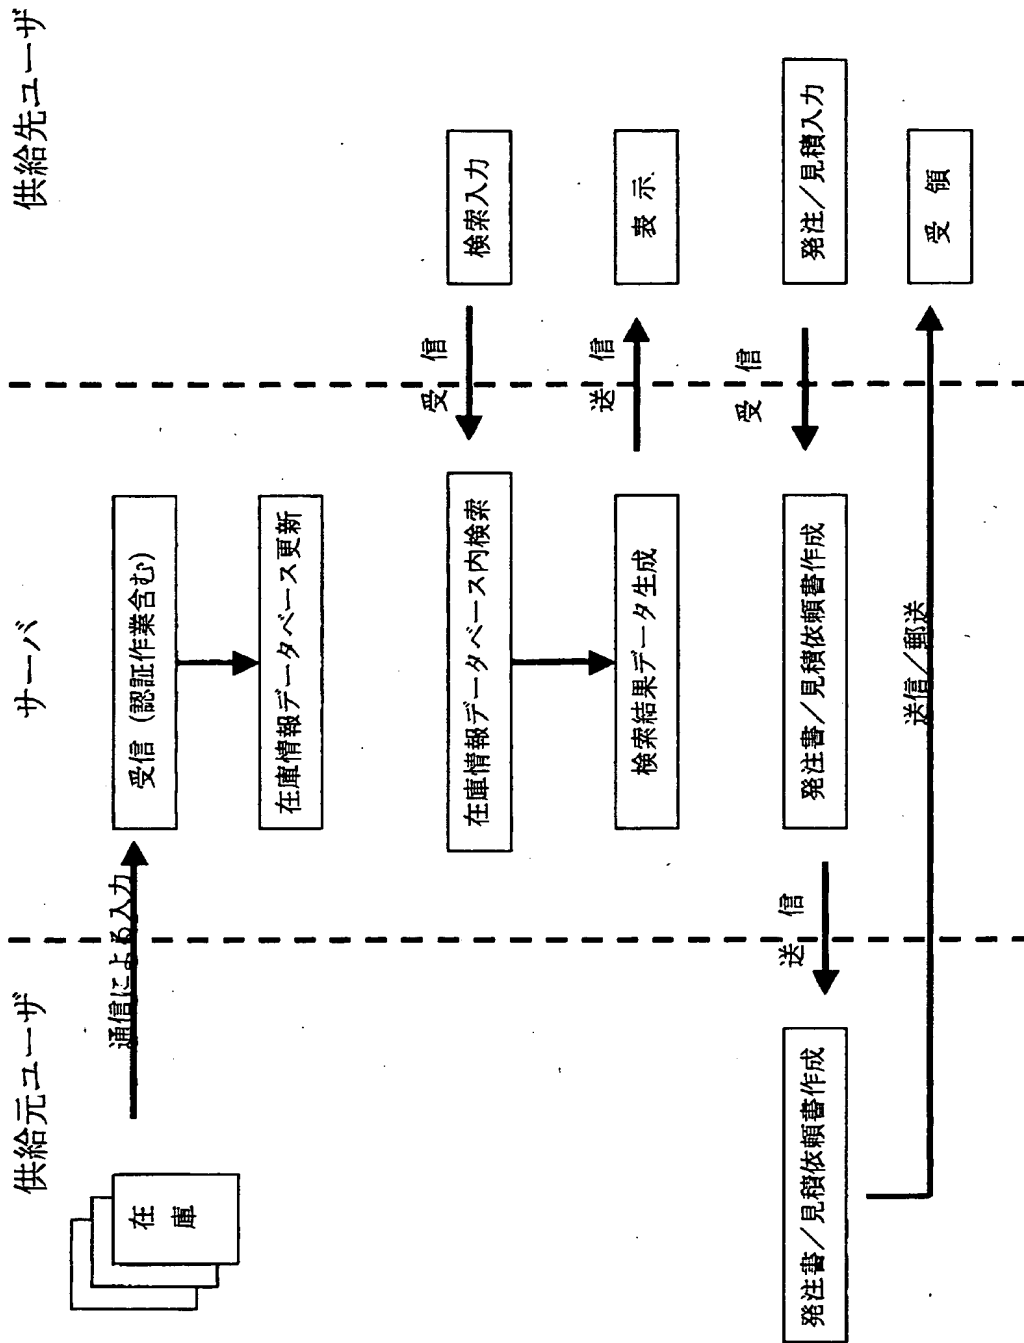 供給元ユーザ
サーバ
供給先ユーザ
在庫
通信による入力
受信（認証作業含む）
在庫情報データベース更新
検索入力
受信
在庫情報データベース内検索
検索結果データ生成
送信
表示
発注／見積入力
受信
発注書／見積依頼書作成
送信
発注書／見積依頼書作成
送信／郵送
受領